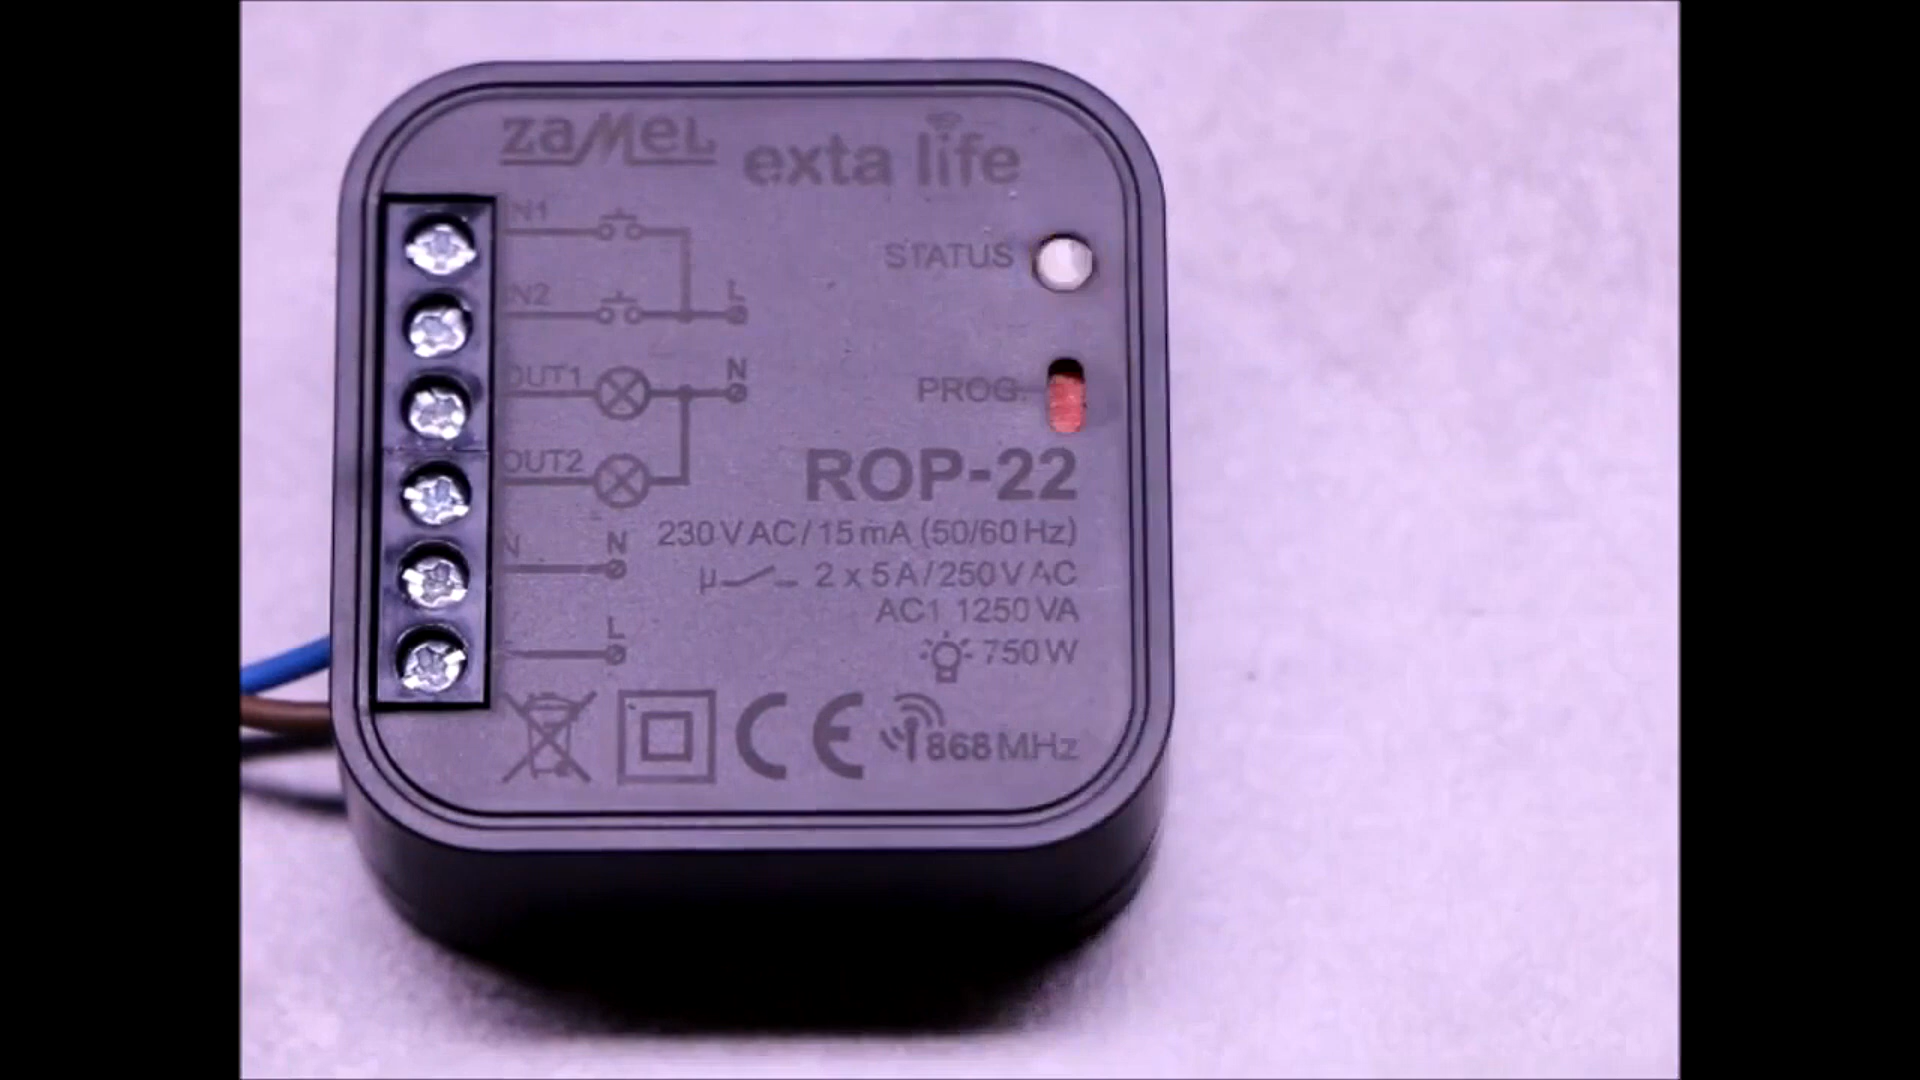 zaMeL exta life
IN1
STATUS
IN2 L
OUT1 N
PROG.
OUT2
ROP-22
N N 230 V AC / 15 mA (50/60 Hz)
µ 2 x 5 A / 250 V AC
AC1 1250 VA
L
750 W
CE 868 MHz